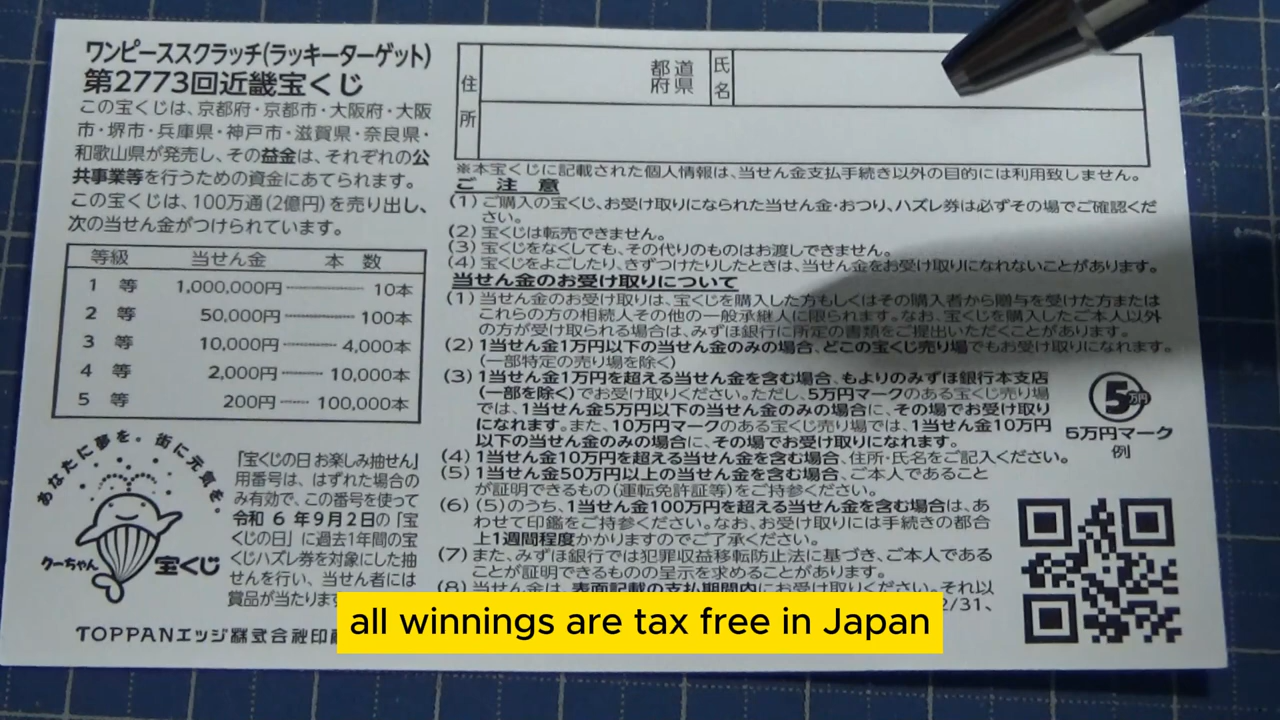 ワンピーススクラッチ(ラッキーターゲット)
第2773回近畿宝くじ
この宝くじは、京都府・京都市・大阪府・大阪
市・堺市・兵庫県・神戸市・滋賀県・奈良県・
和歌山県が発売し、その益金は、それぞれの公
共事業等を行うための資金にあてられます。
この宝くじは、100万通(2億円)を売り出し、
次の当せん金がつけられています。
等級 当せん金 本 数
1 等 1,000,000円 10本
2 等 50,000円 100本
3 等 10,000円 4,000本
4 等 2,000円 10,000本
5 等 200円 100,000本
あなたに夢を。街に元気を。
クーちゃん 宝くじ
「宝くじの日 お楽しみ抽せん」
用番号は、はずれた場合の
み有効で、この番号を使って
令和 6 年9月2日の「宝
くじの日」に過去1年間の宝
くじハズレ券を対象にした抽
せんを行い、当せん者には
賞品が当たります
TOPPANエッジ株式会社印刷
住所
都道
府県
氏名
※本宝くじに記載された個人情報は、当せん金支払手続き以外の目的には利用致しません。
ご 注 意
(1) ご購入の宝くじ、お受け取りになられた当せん金・おつり、ハズレ券は必ずその場でご確認くだ
さい。
(2) 宝くじは転売できません。
(3) 宝くじをなくしても、その代りのものはお渡しできません。
(4) 宝くじをよごしたり、きずつけたりしたときは、当せん金をお受け取りになれないことがあります。
当せん金のお受け取りについて
(1) 当せん金のお受け取りは、宝くじを購入した方もしくはその購入者から贈与を受けた方または
これらの方の相続人その他の一般承継人に限られます。なお、宝くじを購入したご本人以外
の方が受け取られる場合は、みずほ銀行に所定の書類をご提出いただくことがあります。
(2) 1当せん金1万円以下の当せん金のみの場合、どこの宝くじ売り場でもお受け取りになれます。
(一部特定の売り場を除く)
(3) 1当せん金1万円を超える当せん金を含む場合、もよりのみずほ銀行本支店
(一部を除く)でお受け取りください。ただし、5万円マークのある宝くじ売り場
では、1当せん金5万円以下の当せん金のみの場合に、その場でお受け取り
になれます。また、10万円マークのある宝くじ売り場では、1当せん金10万円
以下の当せん金のみの場合に、その場でお受け取りになれます。
(4) 1当せん金10万円を超える当せん金を含む場合、住所・氏名をご記入ください。
(5) 1当せん金50万円以上の当せん金を含む場合、ご本人であること
が証明できるもの(運転免許証等)をご持参ください。
(6) (5)のうち、1当せん金100万円を超える当せん金を含む場合は、あ
わせて印鑑をご持参ください。なお、お受け取りには手続きの都合
上1週間程度かかりますのでご了承ください。
(7) また、みずほ銀行では犯罪収益移転防止法に基づき、ご本人である
ことが証明できるものの呈示を求めることがあります。
(8) 当せん金は、表面記載の支払期間内にお受け取りください。それ以
2/31、
5万円
5万円マーク
例
all winnings are tax free in Japan